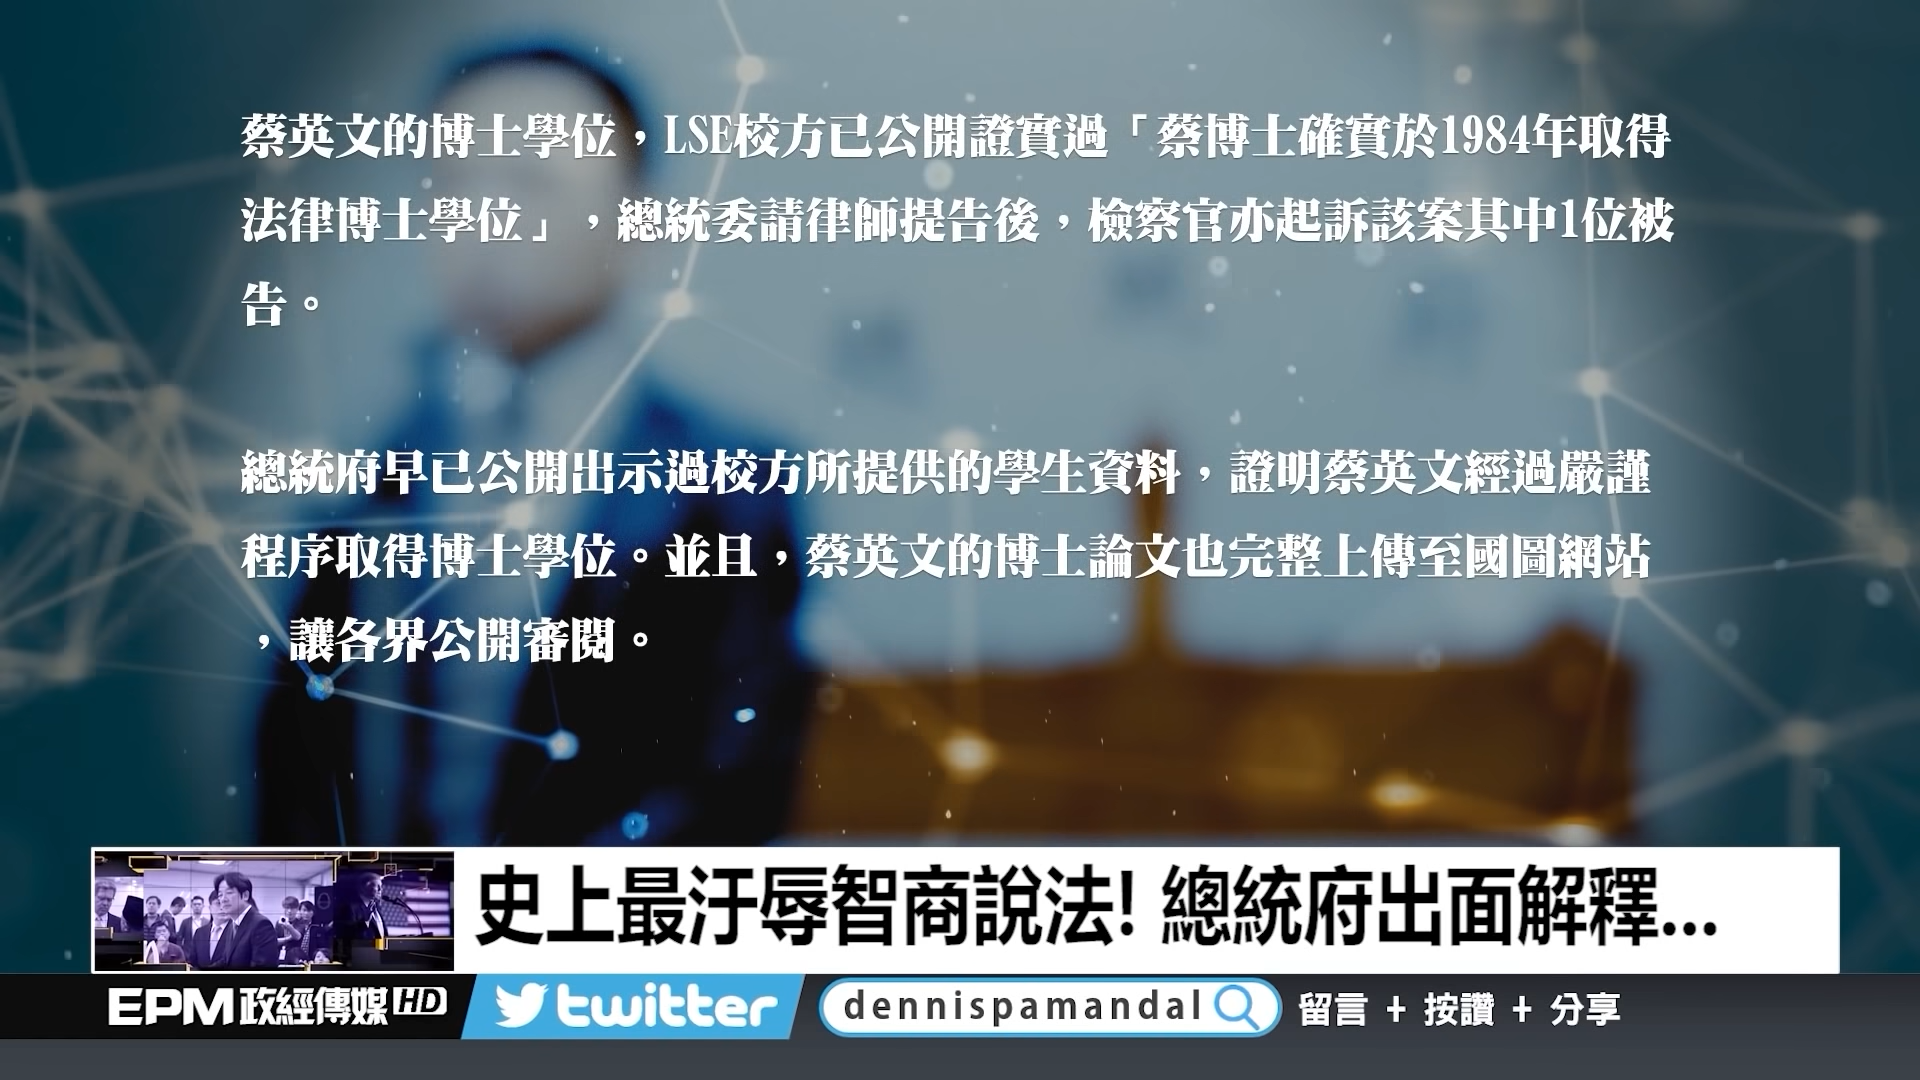 蔡英文的博士學位，LSE校方已公開證實過「蔡博士確實於1984年取得
法律博士學位」，總統委請律師提告後，檢察官亦起訴該案其中1位被
告。
總統府早已公開出示過校方所提供的學生資料，證明蔡英文經過嚴謹
程序取得博士學位。並且，蔡英文的博士論文也完整上傳至國圖網站
，讓各界公開審閱。
史上最汙辱智商說法! 總統府出面解釋...
EPM政經傳媒HD
twitter
dennispamandal
留言 + 按讚 + 分享